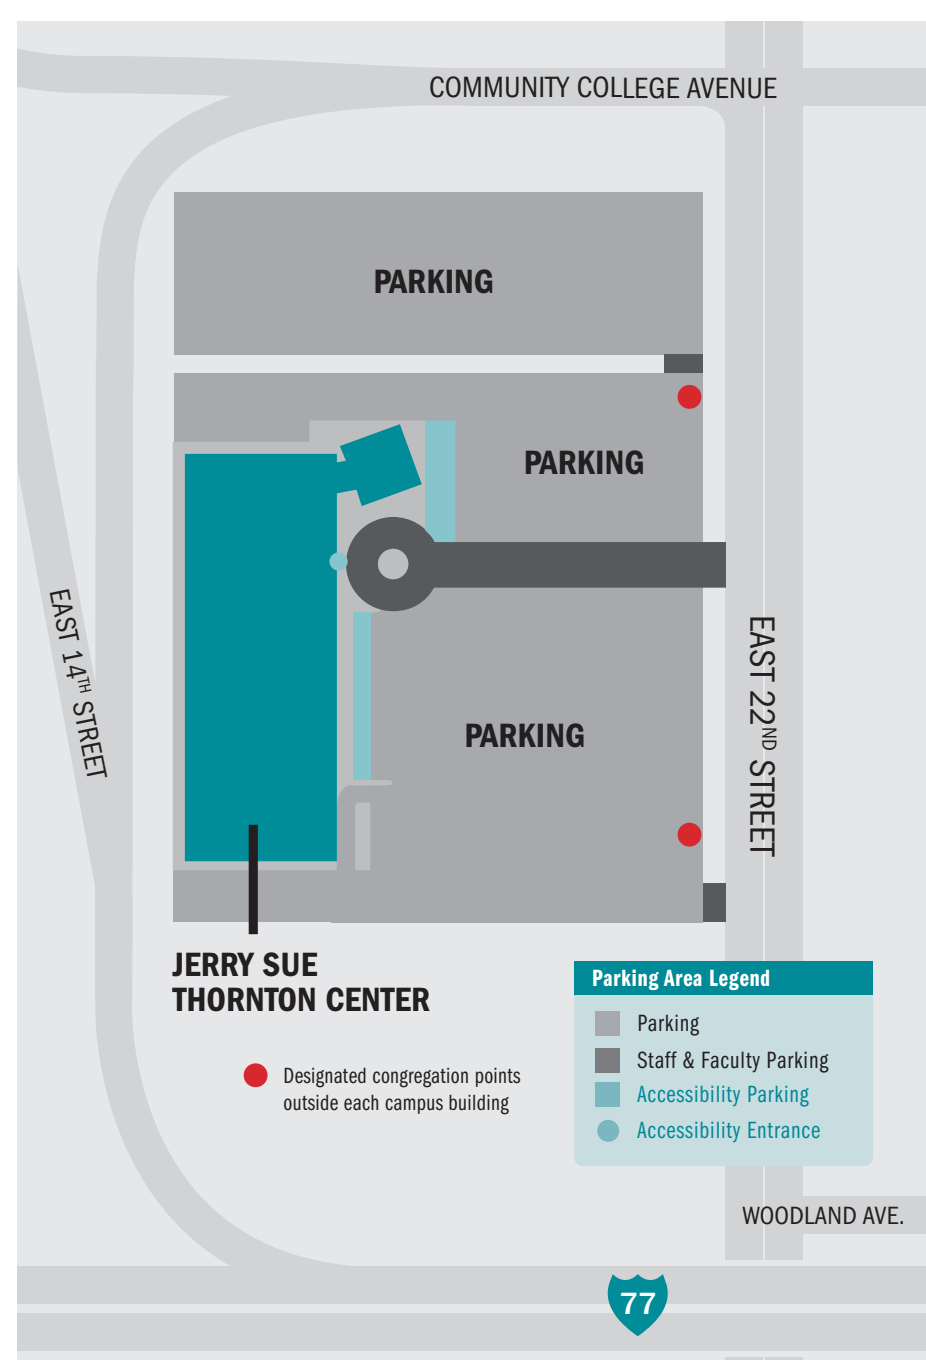 COMMUNITY COLLEGE AVENUE
PARKING
PARKING
EAST 14TH STREET
EAST 22ND STREET
PARKING
JERRY SUE
THORNTON CENTER
Designated congregation points
outside each campus building
Parking Area Legend
Parking
Staff & Faculty Parking
Accessibility Parking
Accessibility Entrance
WOODLAND AVE.
77